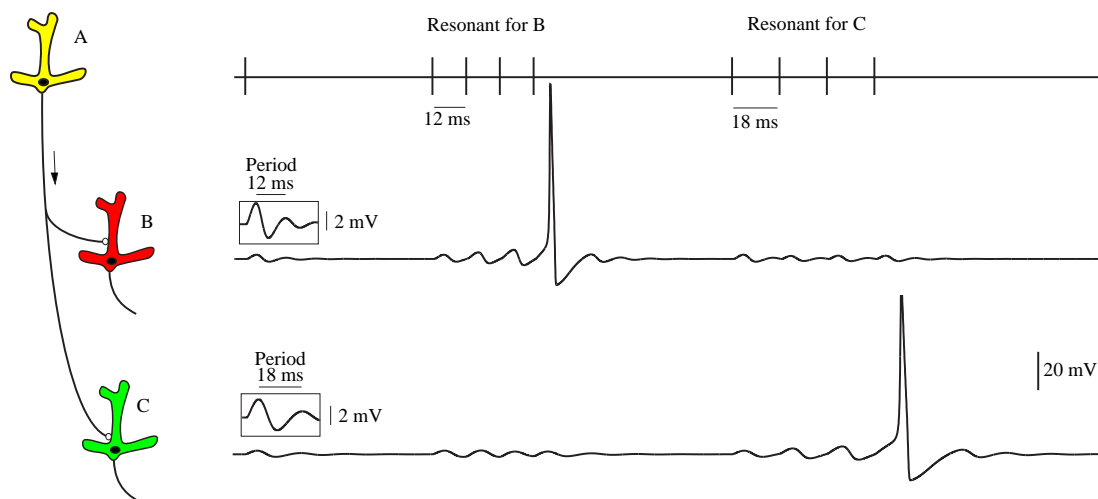 A
Resonant for B
Resonant for C
12 ms
18 ms
Period
12 ms
2 mV
B
Period
18 ms
2 mV
20 mV
C